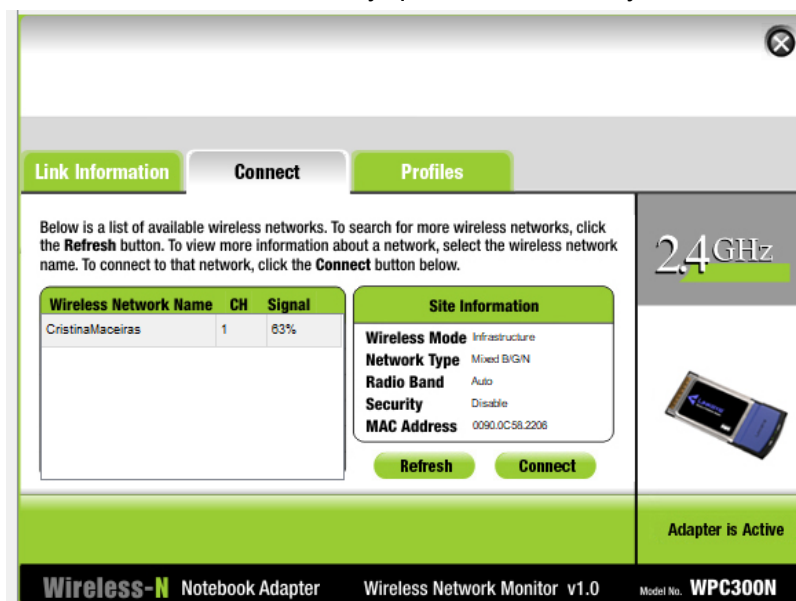 Link Information
Connect
Profiles
Below is a list of available wireless networks. To search for more wireless networks, click
the Refresh button. To view more information about a network, select the wireless network
name. To connect to that network, click the Connect button below.
2.4GHz
Wireless Network Name CH Signal
CristinaMaceiras 1 63%
Site Information
Wireless Mode Infrastructure
Network Type Mixed B/G/N
Radio Band Auto
Security Disable
MAC Address 0090.0C58.2206
Refresh
Connect
Adapter is Active
Wireless-N Notebook Adapter Wireless Network Monitor v1.0 Model No. WPC300N